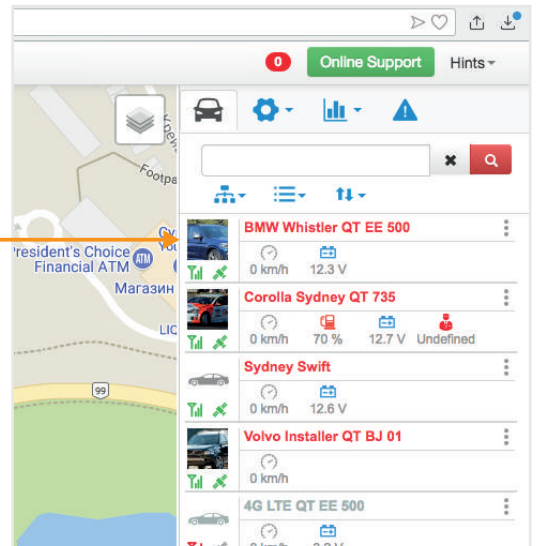 0 Online Support Hints
Footpa
President's Choice
Financial ATM
ATM
Магазин
LIQ
99
BMW Whistler QT EE 500
0 km/h 12.3 V
Corolla Sydney QT 735
0 km/h 70 % 12.7 V Undefined
Sydney Swift
0 km/h 12.6 V
Volvo Installer QT BJ 01
0 km/h
4G LTE QT EE 500